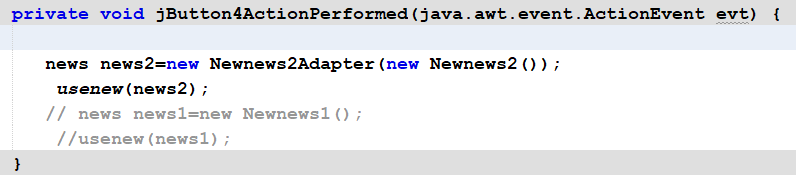 private void jButton4ActionPerformed(java.awt.event.ActionEvent evt) {
news news2=new Newnews2Adapter(new Newnews2());
usenew(news2);
// news news1=new Newnews1();
//usenew(news1);
}